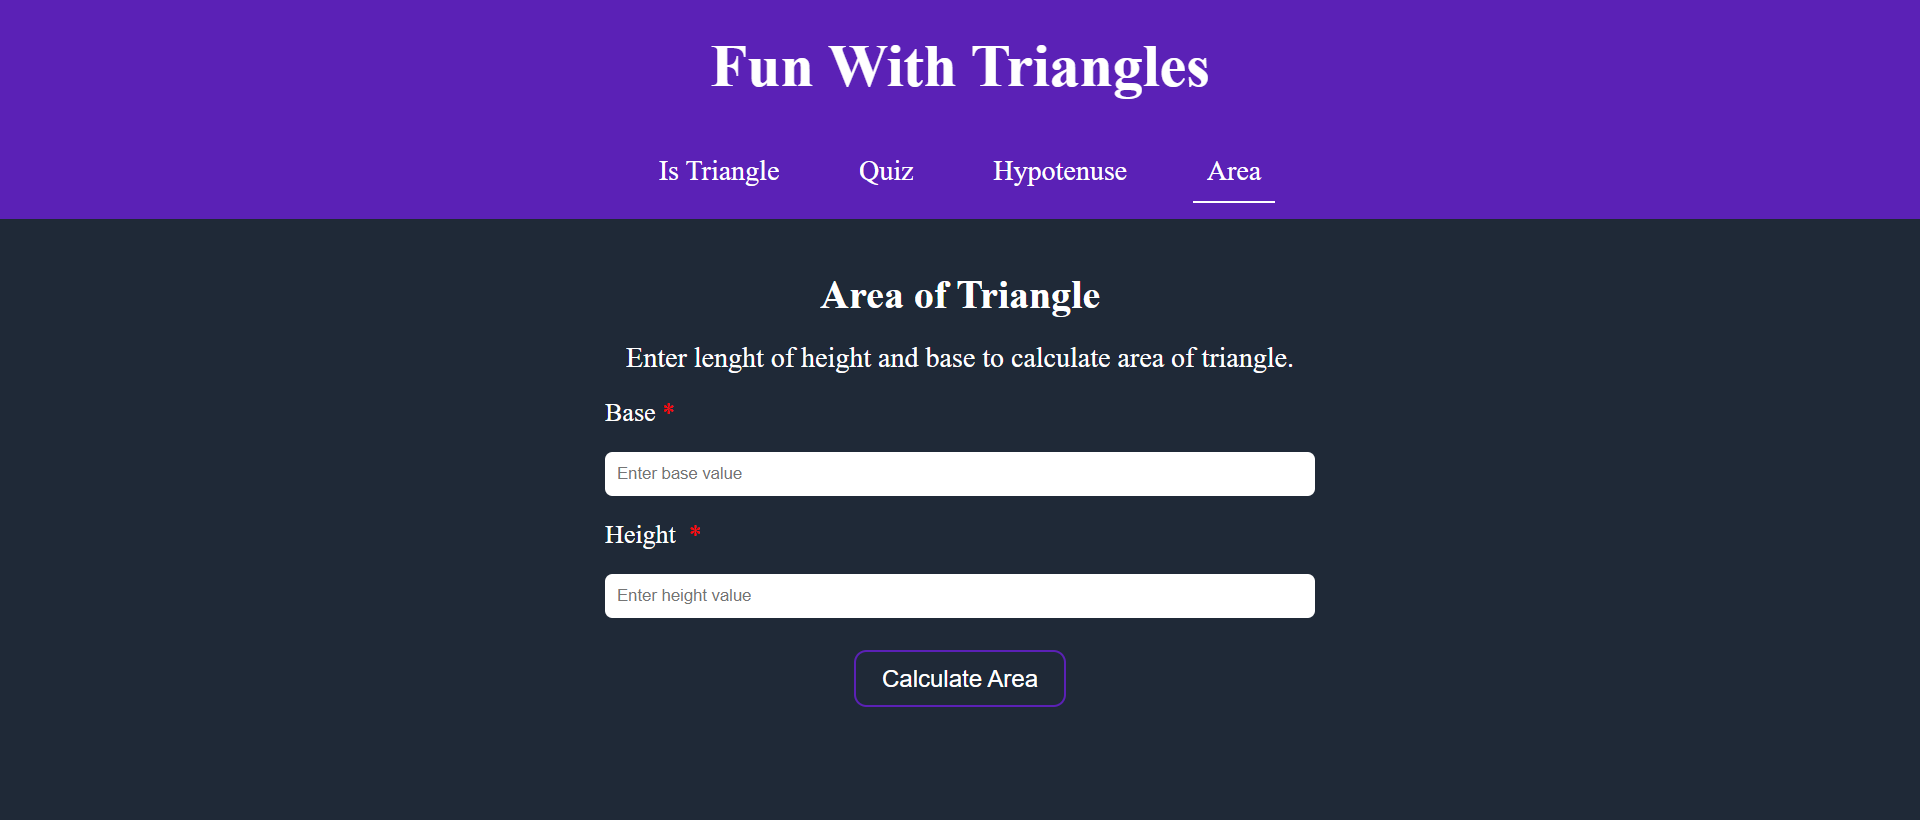 Fun With Triangles
Is Triangle Quiz Hypotenuse Area
Area of Triangle
Enter lenght of height and base to calculate area of triangle.
Base *
Enter base value
Height *
Enter height value
Calculate Area